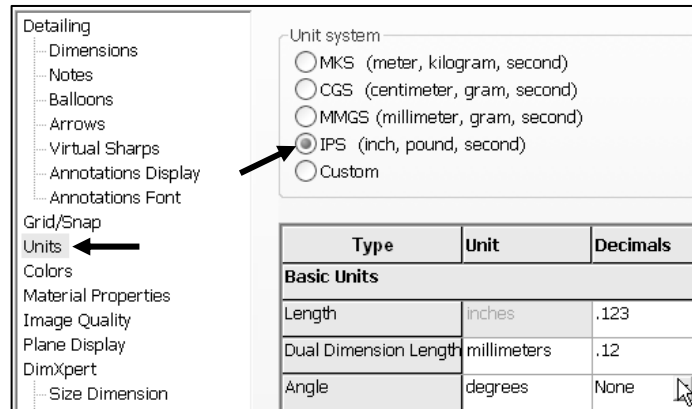 Detailing
Dimensions
Notes
Balloons
Arrows
Virtual Sharps
Annotations Display
Annotations Font
Grid/Snap
Units
Colors
Material Properties
Image Quality
Plane Display
DimXpert
Size Dimension
Unit system
MKS (meter, kilogram, second)
CGS (centimeter, gram, second)
MMGS (millimeter, gram, second)
IPS (inch, pound, second)
Custom
Type Unit Decimals
Basic Units
Length inches .123
Dual Dimension Length millimeters .12
Angle degrees None